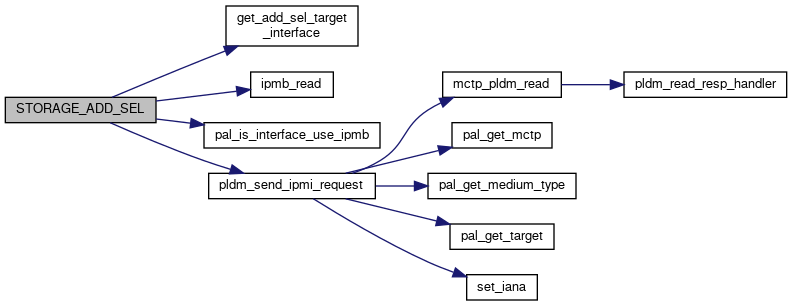 get_add_sel_target
_interface
STORAGE_ADD_SEL
ipmb_read
pal_is_interface_use_ipmb
pldm_send_ipmi_request
mctp_pldm_read
pldm_read_resp_handler
pal_get_mctp
pal_get_medium_type
pal_get_target
set_iana